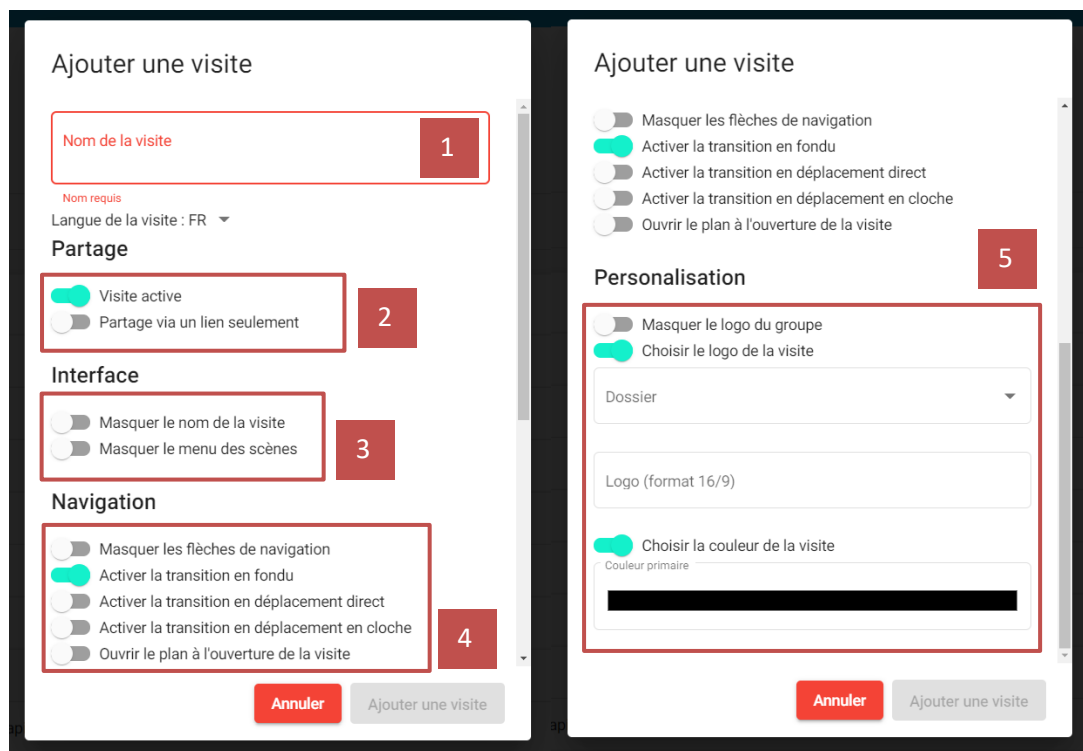 Ajouter une visite
Nom de la visite
1
Nom requis
Langue de la visite : FR
Partage
Visite active
Partage via un lien seulement
2
Interface
Masquer le nom de la visite
Masquer le menu des scènes
3
Navigation
Masquer les flèches de navigation
Activer la transition en fondu
Activer la transition en déplacement direct
Activer la transition en déplacement en cloche
Ouvrir le plan à l'ouverture de la visite
4
Annuler
Ajouter une visite
Ajouter une visite
Masquer les flèches de navigation
Activer la transition en fondu
Activer la transition en déplacement direct
Activer la transition en déplacement en cloche
Ouvrir le plan à l'ouverture de la visite
5
Personalisation
Masquer le logo du groupe
Choisir le logo de la visite
Dossier
Logo (format 16/9)
Choisir la couleur de la visite
Couleur primaire
Annuler
Ajouter une visite